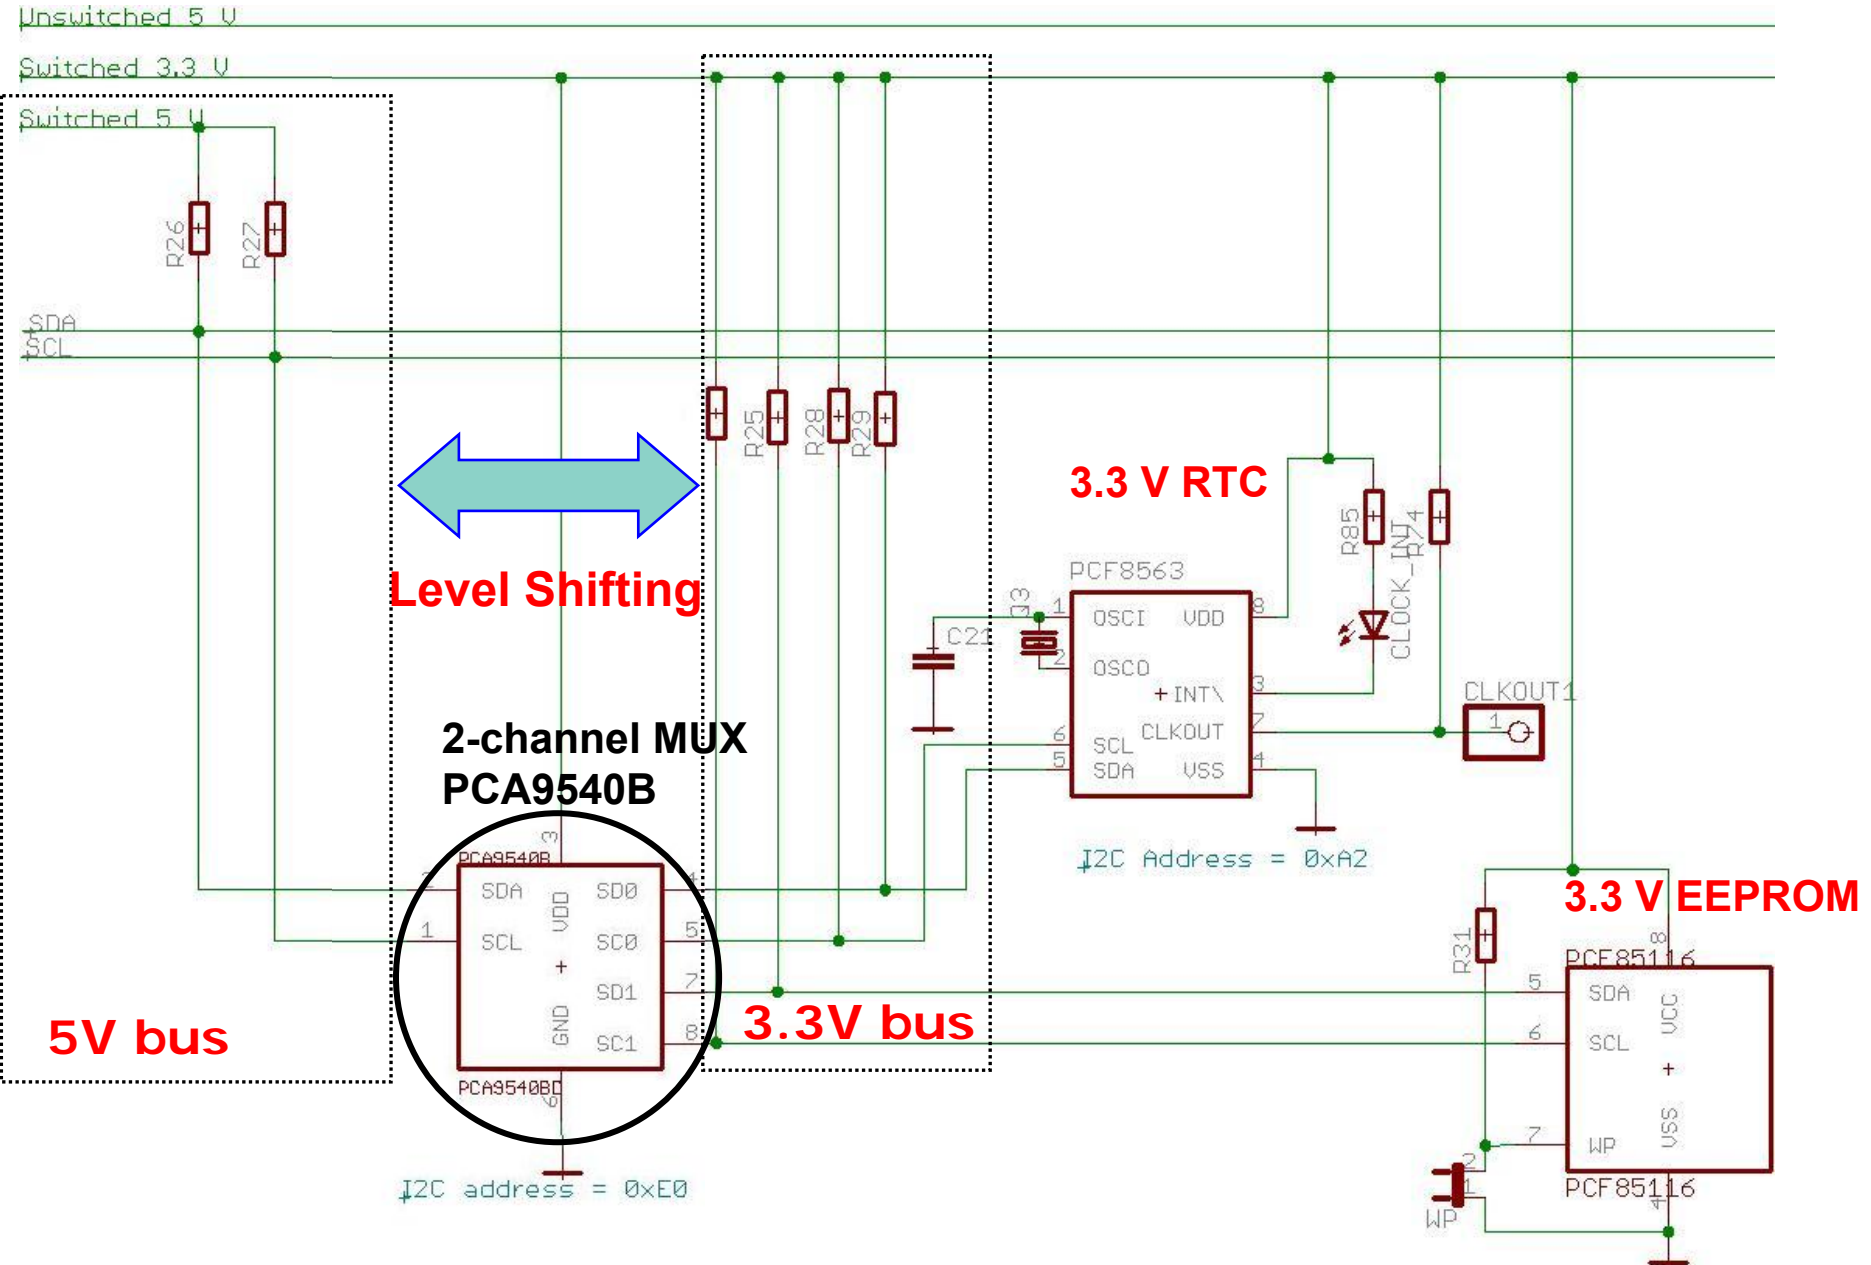 Unswitched 5 V
Switched 3.3 V
Switched 5 V
R26
R27
SDA
SCL
R25
R28
R29
Level Shifting
3.3 V RTC
R85
CLOCK_INT
R74
PCF8563
Q3
C21
1
OSCI
VDD
8
2
OSCO
INT\
3
CLKOUT
7
6
SCL
5
SDA
VSS
4
CLKOUT1
1
I2C Address = 0xA2
2-channel MUX
PCA9540B
3
PCA9540B
2
SDA
VDD
SD0
4
1
SCL
SC0
5
SD1
7
GND
SC1
8
PCA9540BD
6
I2C address = 0xE0
5V bus
3.3V bus
3.3 V EEPROM
R31
8
PCF85116
5
SDA
VCC
6
SCL
7
WP
VSS
PCF85116
4
2
1
WP